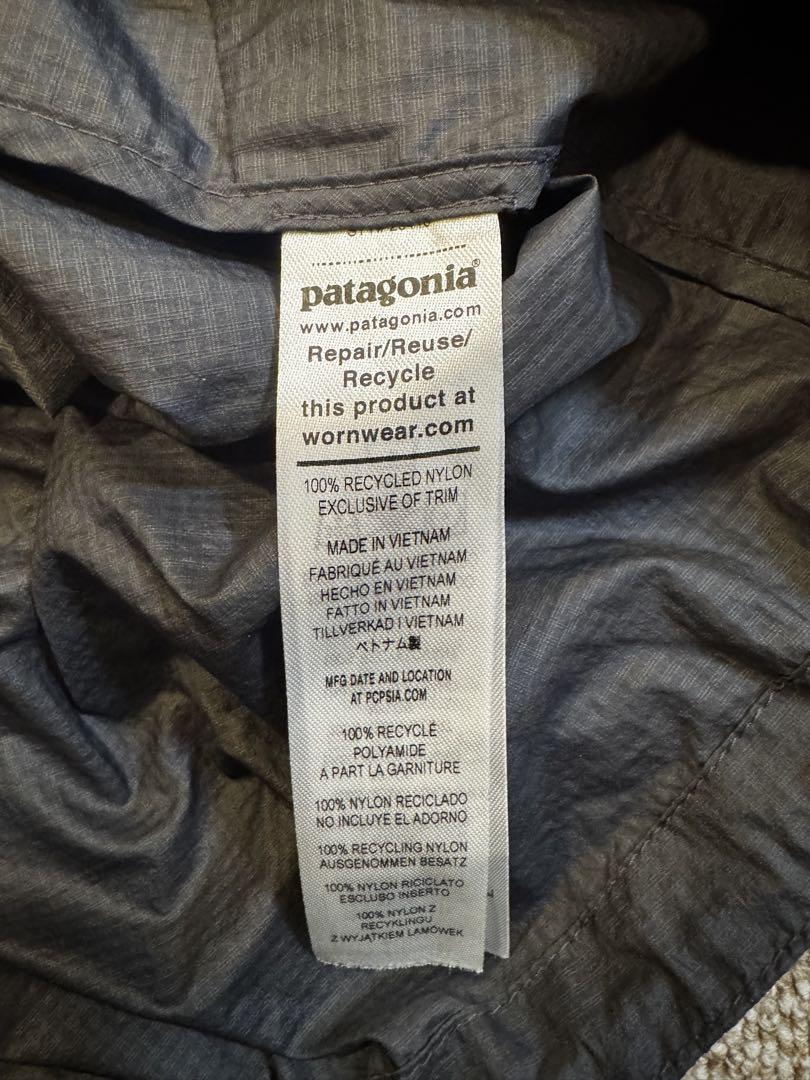 patagonia®
www.patagonia.com
Repair/Reuse/
Recycle
this product at
wornwear.com
100% RECYCLED NYLON
EXCLUSIVE OF TRIM
MADE IN VIETNAM
FABRIQUÉ AU VIETNAM
HECHO EN VIETNAM
FATTO IN VIETNAM
TILLVERKAD I VIETNAM
ベトナム製
MFG DATE AND LOCATION
AT PCPSIA.COM
100% RECYCLÉ
POLYAMIDE
A PART LA GARNITURE
100% NYLON RECICLADO
NO INCLUYE EL ADORNO
100% RECYCLING NYLON
AUSGENOMMEN BESATZ
100% NYLON RICICLATO
ESCLUSO INSERTO
100% NYLON Z
RECYKLINGU
Z WYJĄTKIEM LAMÓWEK